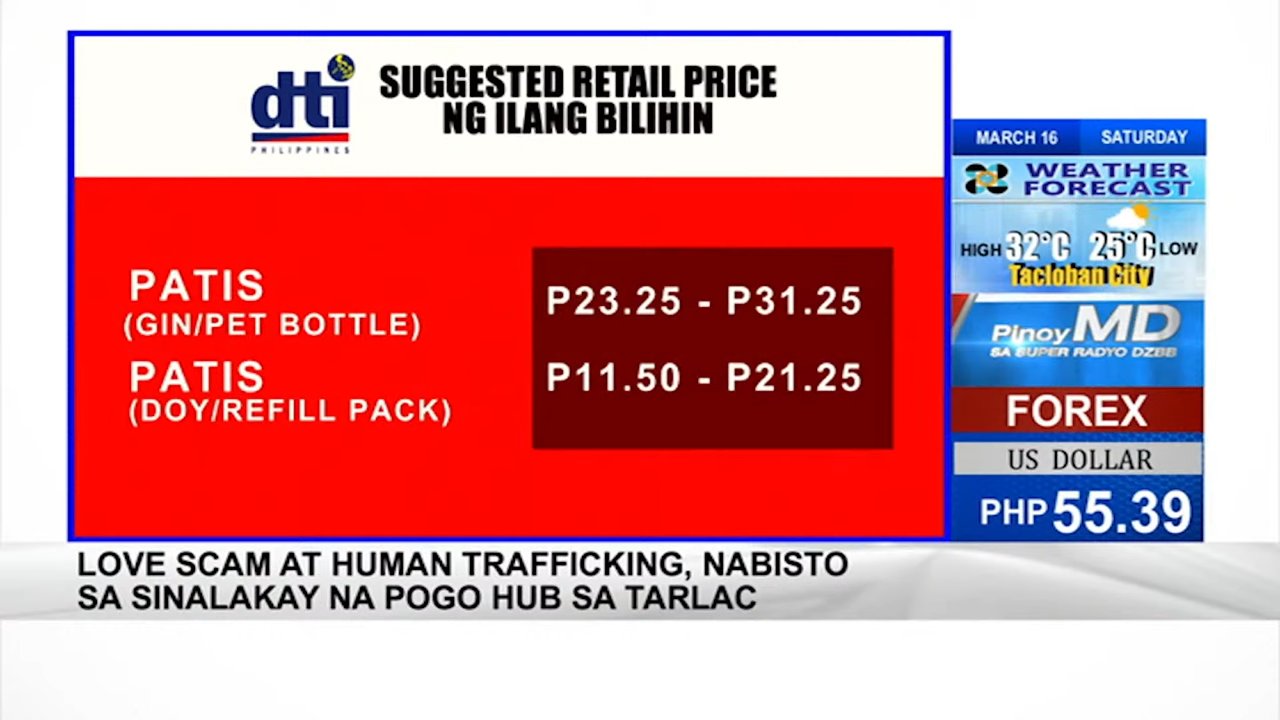 dti
PHILIPPINES
SUGGESTED RETAIL PRICE
NG ILANG BILIHIN
PATIS
(GIN/PET BOTTLE)
P23.25 - P31.25
PATIS
(DOY/REFILL PACK)
P11.50 - P21.25
MARCH 16 SATURDAY
WEATHER
FORECAST
HIGH 32°C 25°C LOW
Tacloban City
Pinoy MD
SA SUPER RADYO DZBB
FOREX
US DOLLAR
PHP 55.39
LOVE SCAM AT HUMAN TRAFFICKING, NABISTO
SA SINALAKAY NA POGO HUB SA TARLAC